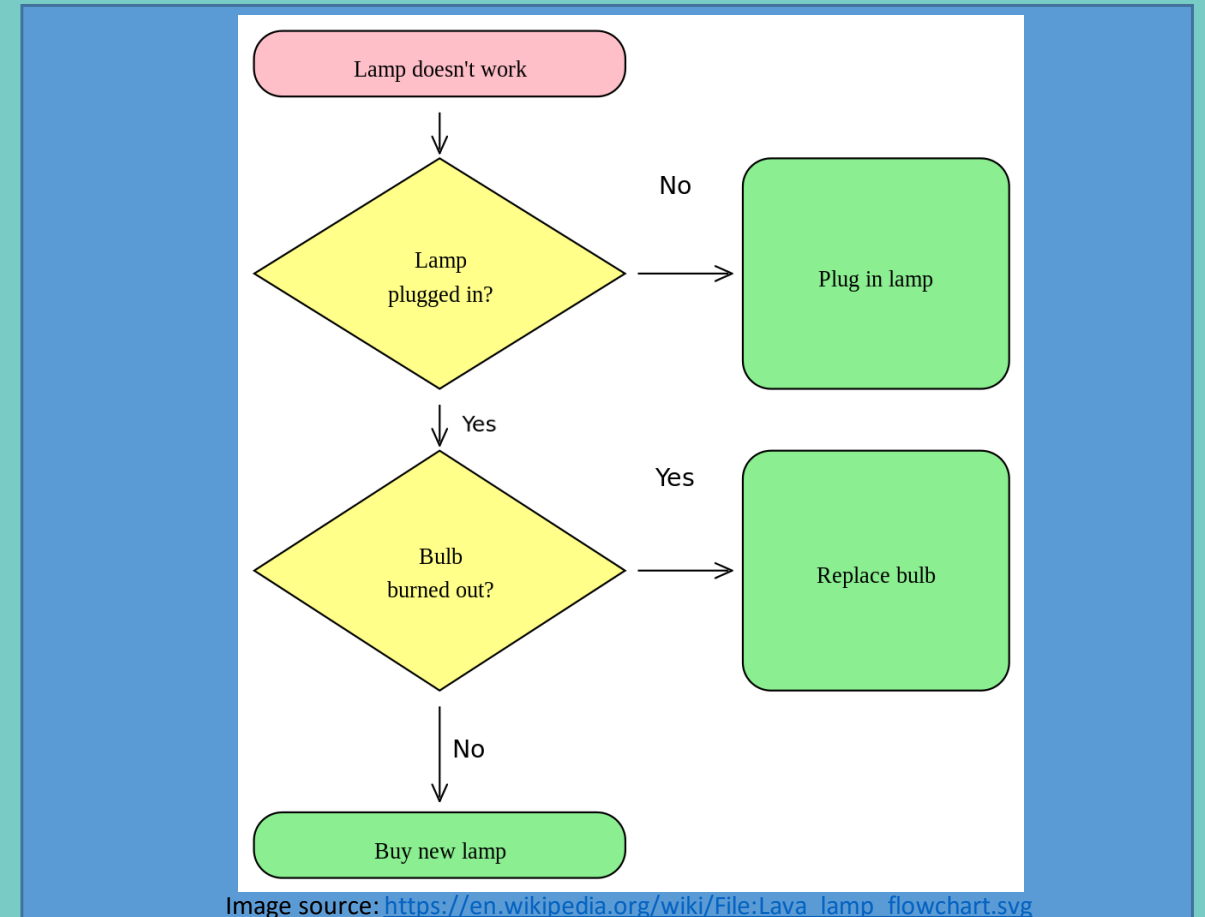 Lamp doesn't work
No
Lamp
plugged in?
Plug in lamp
Yes
Yes
Bulb
burned out?
Replace bulb
No
Buy new lamp
Image source: https://en.wikipedia.org/wiki/File:Lava_lamp_flowchart.svg